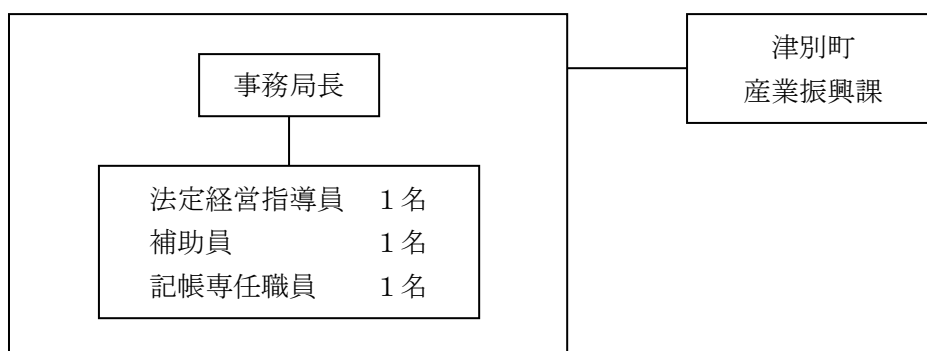 事務局長
法定経営指導員 1名
補助員 1名
記帳専任職員 1名
津別町
産業振興課